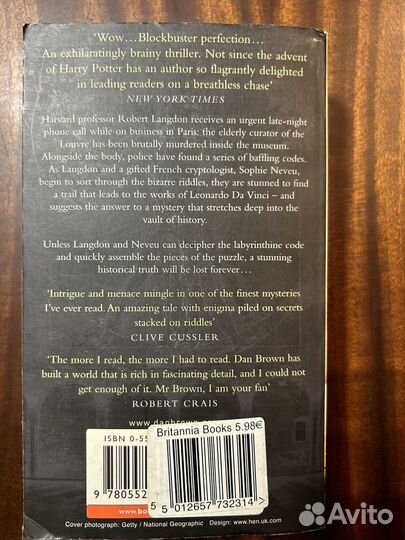 'Wow... Blockbuster perfection...
An exhilaratingly brainy thriller. Not since the advent
of Harry Potter has an author so flagrantly delighted
in leading readers on a breathless chase'
NEW YORK TIMES
Harvard professor Robert Langdon receives an urgent late-night
phone call while on business in Paris: the elderly curator of the
Louvre has been brutally murdered inside the museum.
Alongside the body, police have found a series of baffling codes.
As Langdon and a gifted French cryptologist, Sophie Neveu,
begin to sort through the bizarre riddles, they are stunned to find
a trail that leads to the works of Leonardo Da Vinci –
and suggests the answer to a mystery that stretches deep into the
vault of history.
Unless Langdon and Neveu can decipher the labyrinthine code
and quickly assemble the pieces of the puzzle, a stunning
historical truth will be lost forever...
'Intrigue and menace mingle in one of the finest mysteries
I've ever read. An amazing tale with enigma piled on secrets
stacked on riddles'
CLIVE CUSSLER
'The more I read, the more I had to read. Dan Brown has
built a world that is rich in fascinating detail, and I could not
get enough of it. Mr Brown, I am your fan'
ROBERT CRAIS
www.danbrown
ISBN 0-55
Britannia Books 5.98€
9 780552
5 012657 732314
www.bo
Cover photograph: Getty / National Geographic Design: www.hen.uk.com
Avito